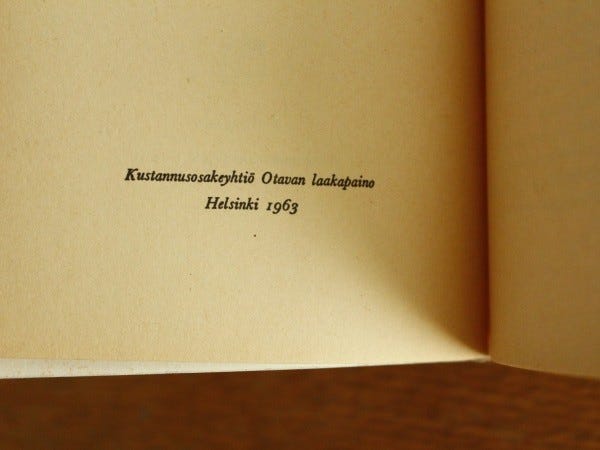 Kustannusosakeyhtiö Otavan laakapaino
Helsinki 1963